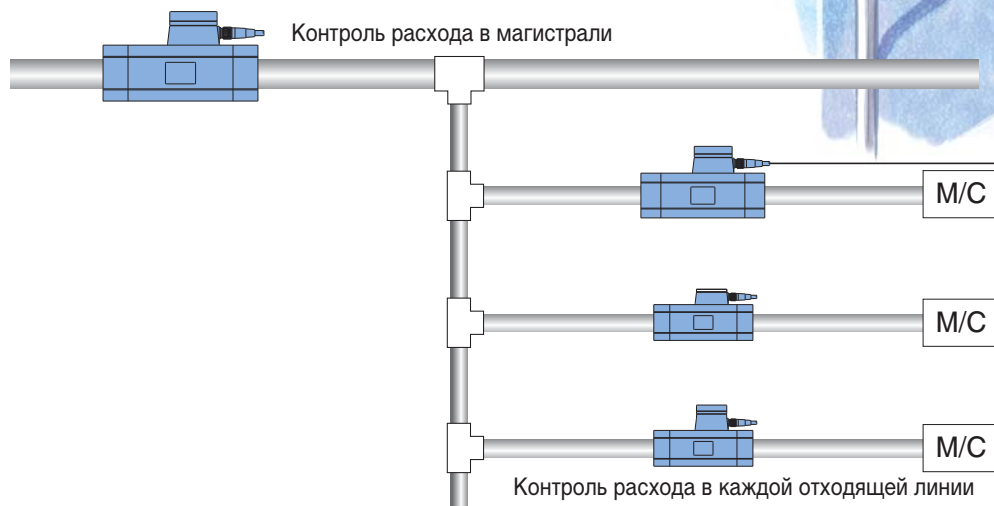 Контроль расхода в магистрали
M/C
M/C
M/C
Контроль расхода в каждой отходящей линии